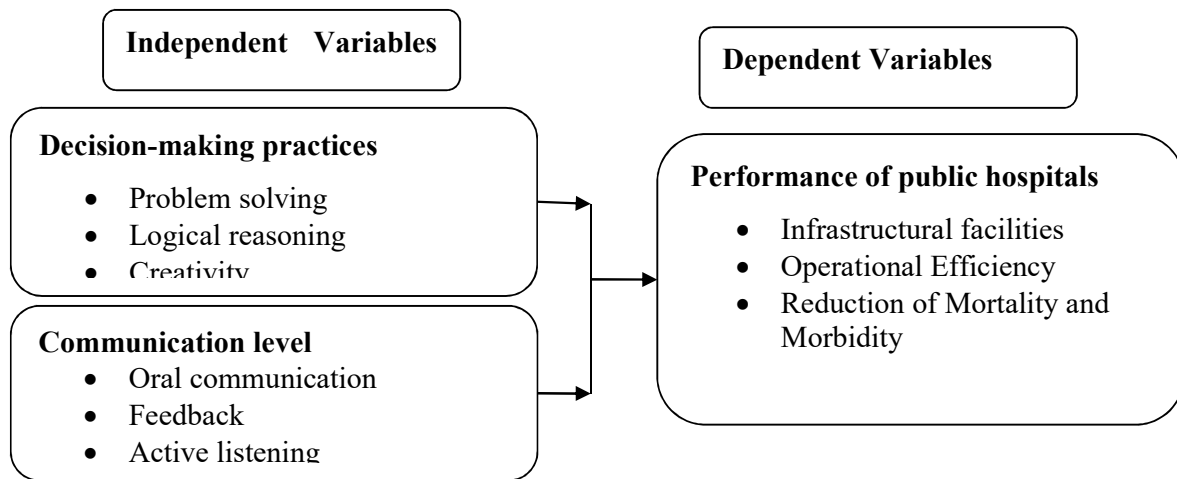 Independent Variables
Decision-making practices
• Problem solving
• Logical reasoning
• Creativity
Communication level
• Oral communication
• Feedback
• Active listening
Dependent Variables
Performance of public hospitals
• Infrastructural facilities
• Operational Efficiency
• Reduction of Mortality and
Morbidity